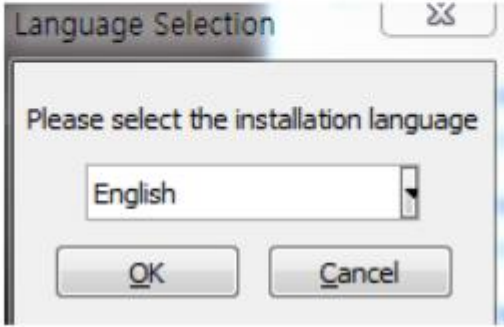 Language Selection
Please select the installation language
English
OK
Cancel